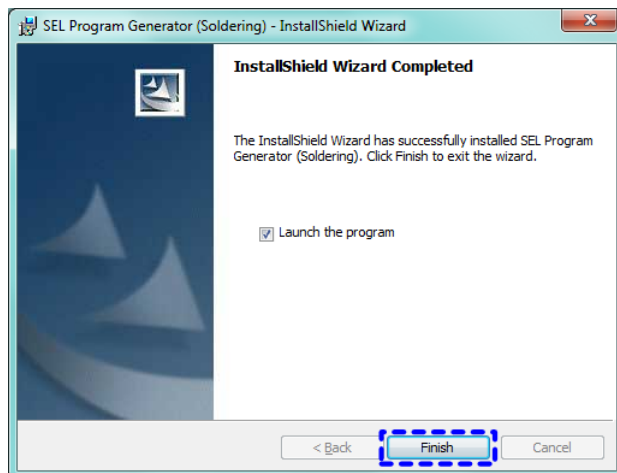 SEL Program Generator (Soldering) - InstallShield Wizard
InstallShield Wizard Completed
The InstallShield Wizard has successfully installed SEL Program
Generator (Soldering). Click Finish to exit the wizard.
Launch the program
< Back
Finish
Cancel